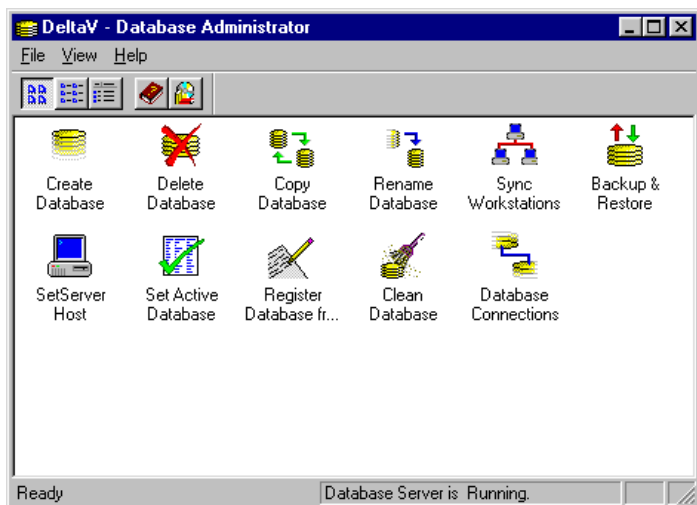 DeltaV - Database Administrator
File View Help
Create Database
Delete Database
Copy Database
Rename Database
Sync Workstations
Backup & Restore
SetServer Host
Set Active Database
Register Database fr...
Clean Database
Database Connections
Ready
Database Server is Running.